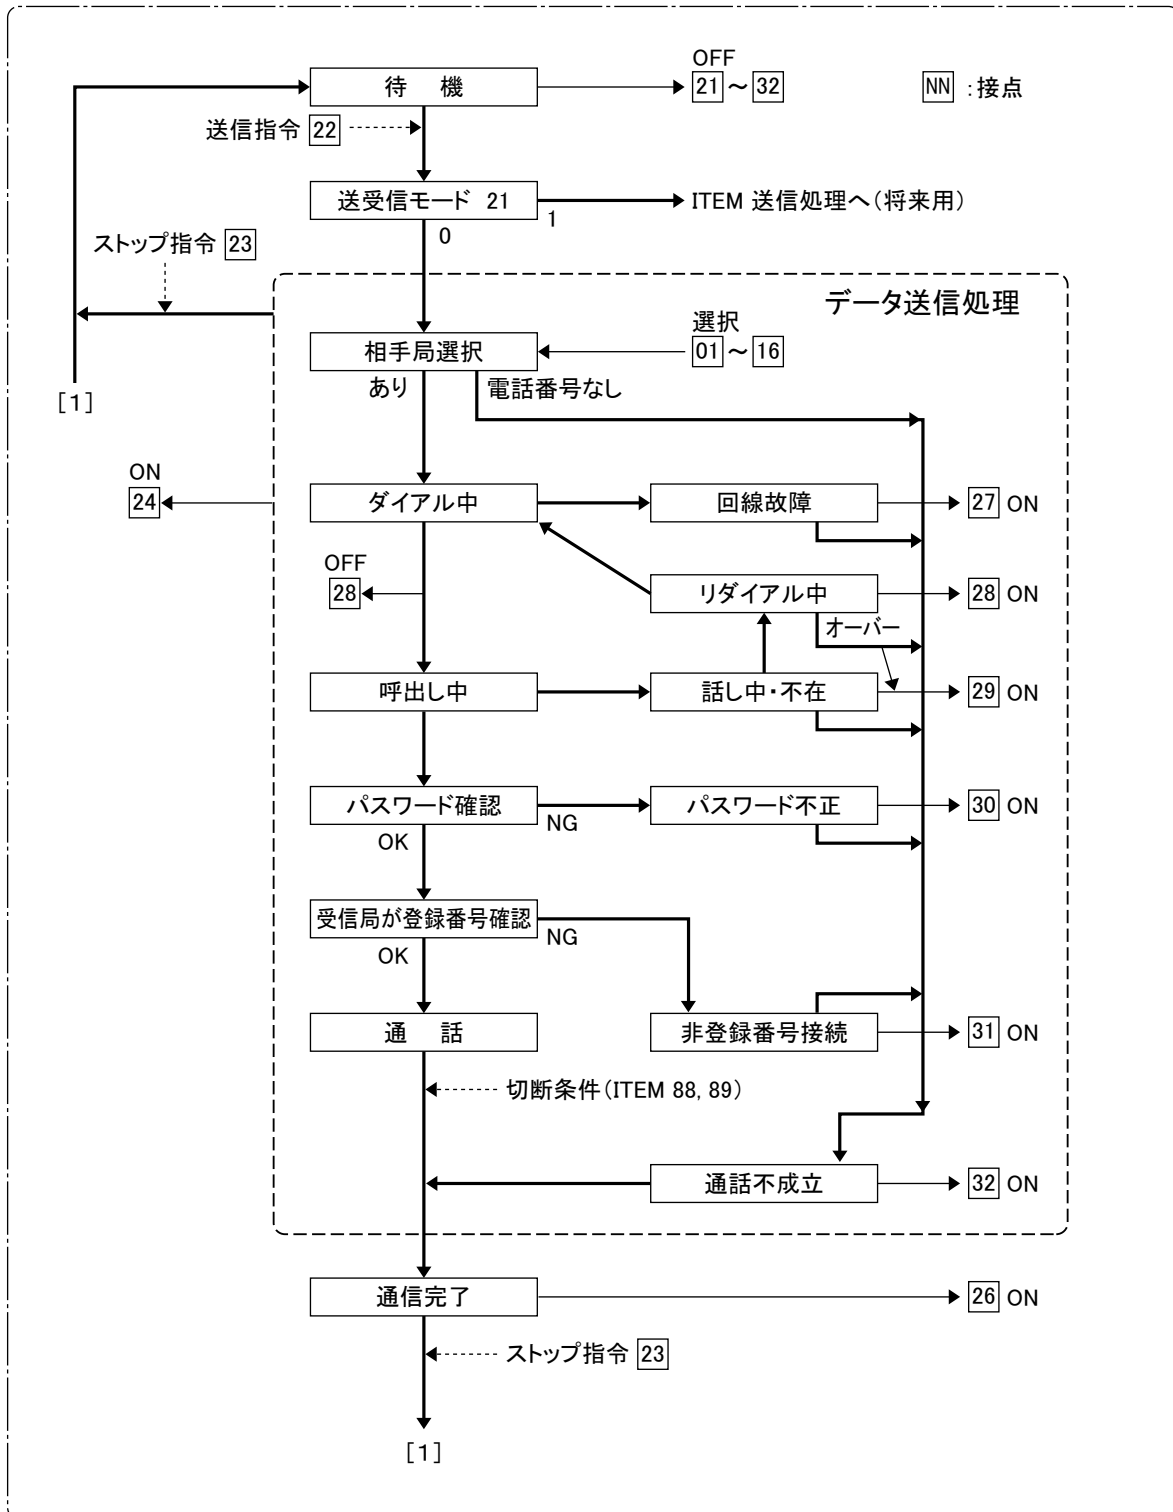 OFF
待 機
21～32
NN：接点
送信指令 22
送受信モード 21
ITEM 送信処理へ（将来用）
1
0
ストップ指令 23
データ送信処理
選択
相手局選択
01～16
あり
電話番号なし
[1]
ON
24
ダイアル中
回線故障
27 ON
OFF
28
リダイアル中
28 ON
オーバー
呼出し中
話し中・不在
29 ON
パスワード確認
パスワード不正
30 ON
NG
OK
受信局が登録番号確認
NG
OK
通 話
非登録番号接続
31 ON
切断条件（ITEM 88, 89）
通話不成立
32 ON
通信完了
26 ON
ストップ指令 23
[1]